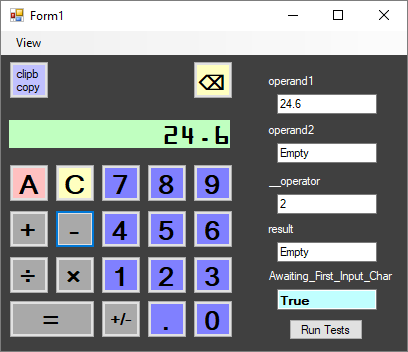 Form1
View
clipb
copy
⌫
24.6
A C 7 8 9
+ - 4 5 6
÷ × 1 2 3
= +/- . 0
operand1
24.6
operand2
Empty
__operator
2
result
Empty
Awaiting_First_Input_Char
True
Run Tests